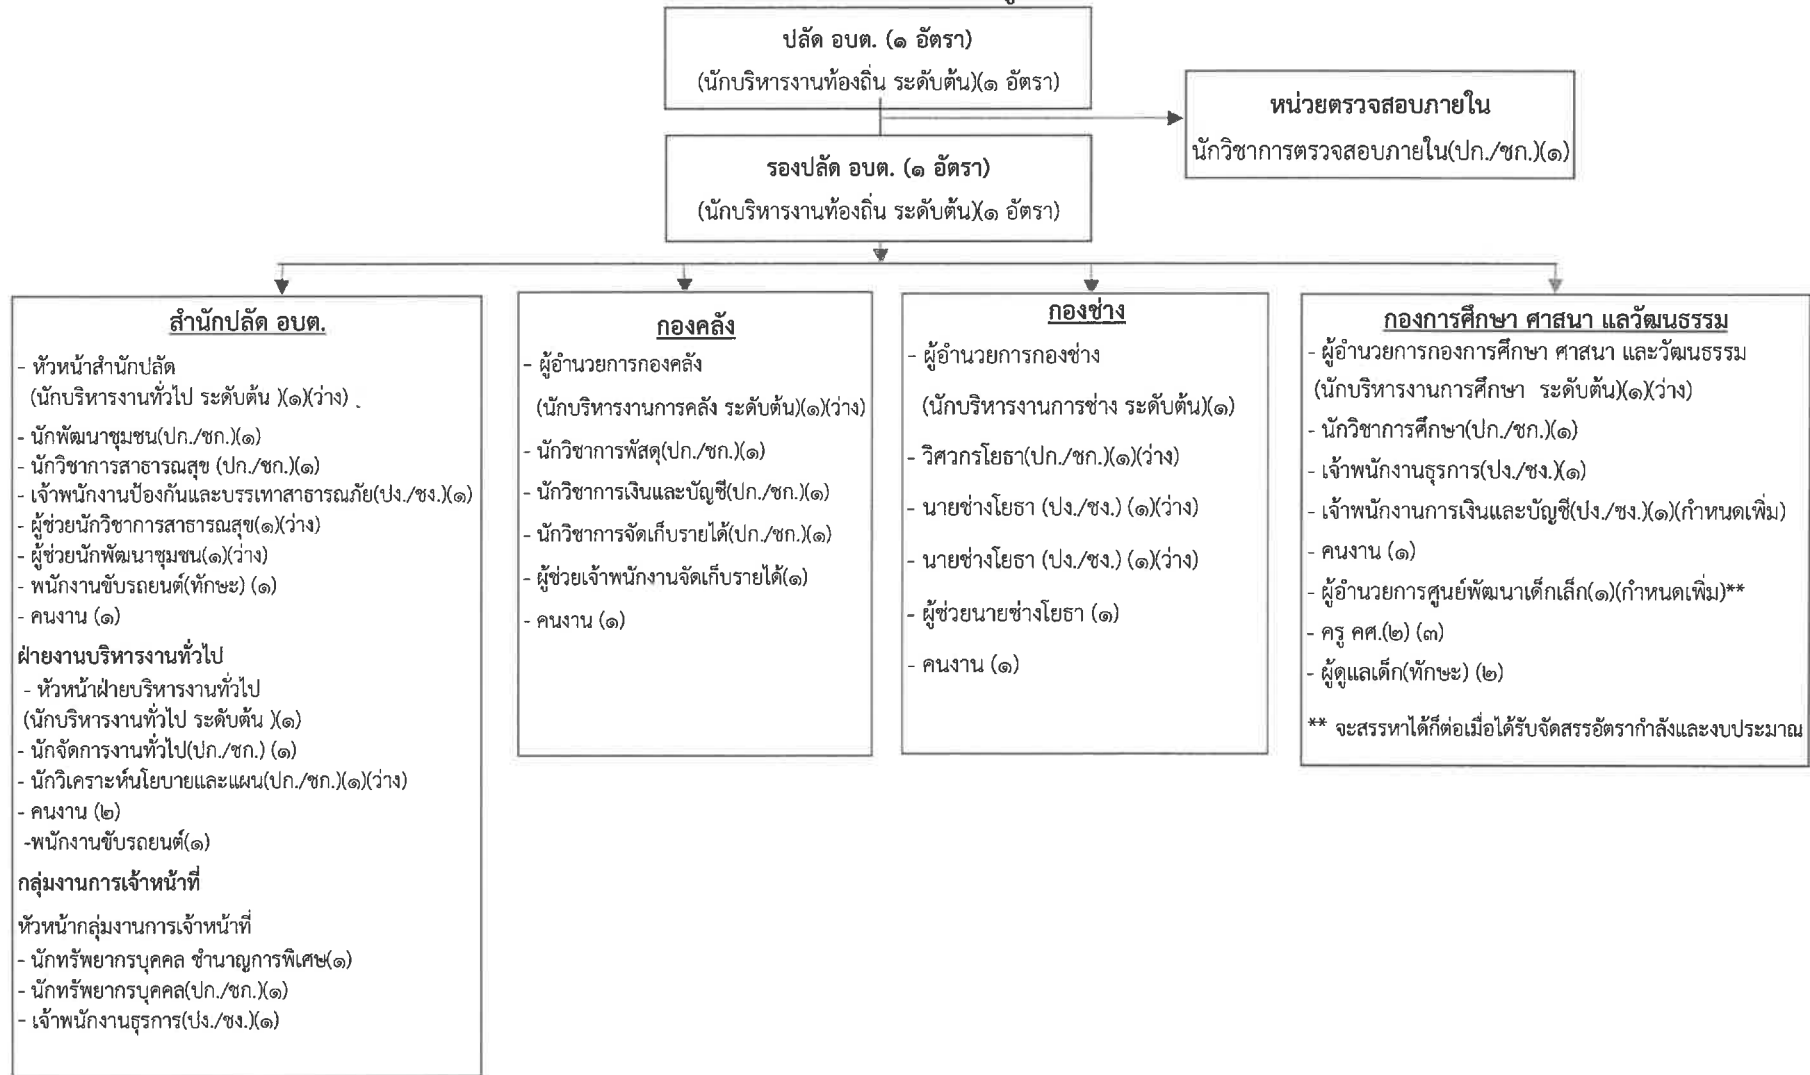 ปลัด อบต. (๑ อัตรา)
(นักบริหารงานท้องถิ่น ระดับต้น)(๑ อัตรา)
หน่วยตรวจสอบภายใน
นักวิชาการตรวจสอบภายใน(ปก./ชก.)(๑)
รองปลัด อบต. (๑ อัตรา)
(นักบริหารงานท้องถิ่น ระดับต้น)(๑ อัตรา)
สำนักปลัด อบต.
- หัวหน้าสำนักปลัด
(นักบริหารงานทั่วไป ระดับต้น )(๑)(ว่าง)
- นักพัฒนาชุมชน(ปก./ชก.)(๑)
- นักวิชาการสาธารณสุข (ปก./ชก.)(๑)
- เจ้าพนักงานป้องกันและบรรเทาสาธารณภัย(ปง./ชง.)(๑)
- ผู้ช่วยนักวิชาการสาธารณสุข(๑)(ว่าง)
- ผู้ช่วยนักพัฒนาชุมชน(๑)(ว่าง)
- พนักงานขับรถยนต์(ทักษะ) (๑)
- คนงาน (๑)
ฝ่ายงานบริหารงานทั่วไป
- หัวหน้าฝ่ายบริหารงานทั่วไป
(นักบริหารงานทั่วไป ระดับต้น )(๑)
- นักจัดการงานทั่วไป(ปก./ชก.) (๑)
- นักวิเคราะห์นโยบายและแผน(ปก./ชก.)(๑)(ว่าง)
- คนงาน (๒)
-พนักงานขับรถยนต์(๑)
กลุ่มงานการเจ้าหน้าที่
หัวหน้ากลุ่มงานการเจ้าหน้าที่
- นักทรัพยากรบุคคล ชำนาญการพิเศษ(๑)
- นักทรัพยากรบุคคล(ปก./ชก.)(๑)
- เจ้าพนักงานธุรการ(ปง./ชง.)(๑)
กองคลัง
- ผู้อำนวยการกองคลัง
(นักบริหารงานการคลัง ระดับต้น)(๑)(ว่าง)
- นักวิชาการพัสดุ(ปก./ชก.)(๑)
- นักวิชาการเงินและบัญชี(ปก./ชก.)(๑)
- นักวิชาการจัดเก็บรายได้(ปก./ชก.)(๑)
- ผู้ช่วยเจ้าพนักงานจัดเก็บรายได้(๑)
- คนงาน (๑)
กองช่าง
- ผู้อำนวยการกองช่าง
(นักบริหารงานการช่าง ระดับต้น)(๑)
- วิศวกรโยธา(ปก./ชก.)(๑)(ว่าง)
- นายช่างโยธา (ปง./ชง.) (๑)(ว่าง)
- นายช่างโยธา (ปง./ชง.) (๑)(ว่าง)
- ผู้ช่วยนายช่างโยธา (๑)
- คนงาน (๑)
กองการศึกษา ศาสนา แลวัฒนธรรม
- ผู้อำนวยการกองการศึกษา ศาสนา และวัฒนธรรม
(นักบริหารงานการศึกษา ระดับต้น)(๑)(ว่าง)
- นักวิชาการศึกษา(ปก./ชก.)(๑)
- เจ้าพนักงานธุรการ(ปง./ชง.)(๑)
- เจ้าพนักงานการเงินและบัญชี(ปง./ชง.)(๑)(กำหนดเพิ่ม)
- คนงาน (๑)
- ผู้อำนวยการศูนย์พัฒนาเด็กเล็ก(๑)(กำหนดเพิ่ม)**
- ครู คศ.(๒) (๓)
- ผู้ดูแลเด็ก(ทักษะ) (๒)
** จะสรรหาได้ก็ต่อเมื่อได้รับจัดสรรอัตรากำลังและงบประมาณ